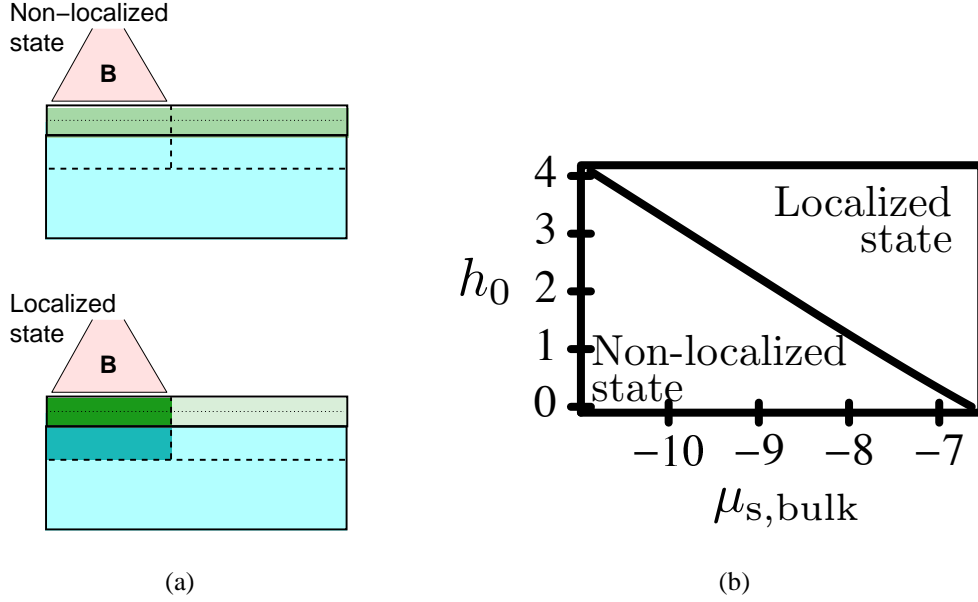 Non–localized
state
B
Localized
state
B
(a)
4
3
2
1
0
h0
Localized
state
Non-localized
state
−10 −9 −8 −7
μs,bulk
(b)